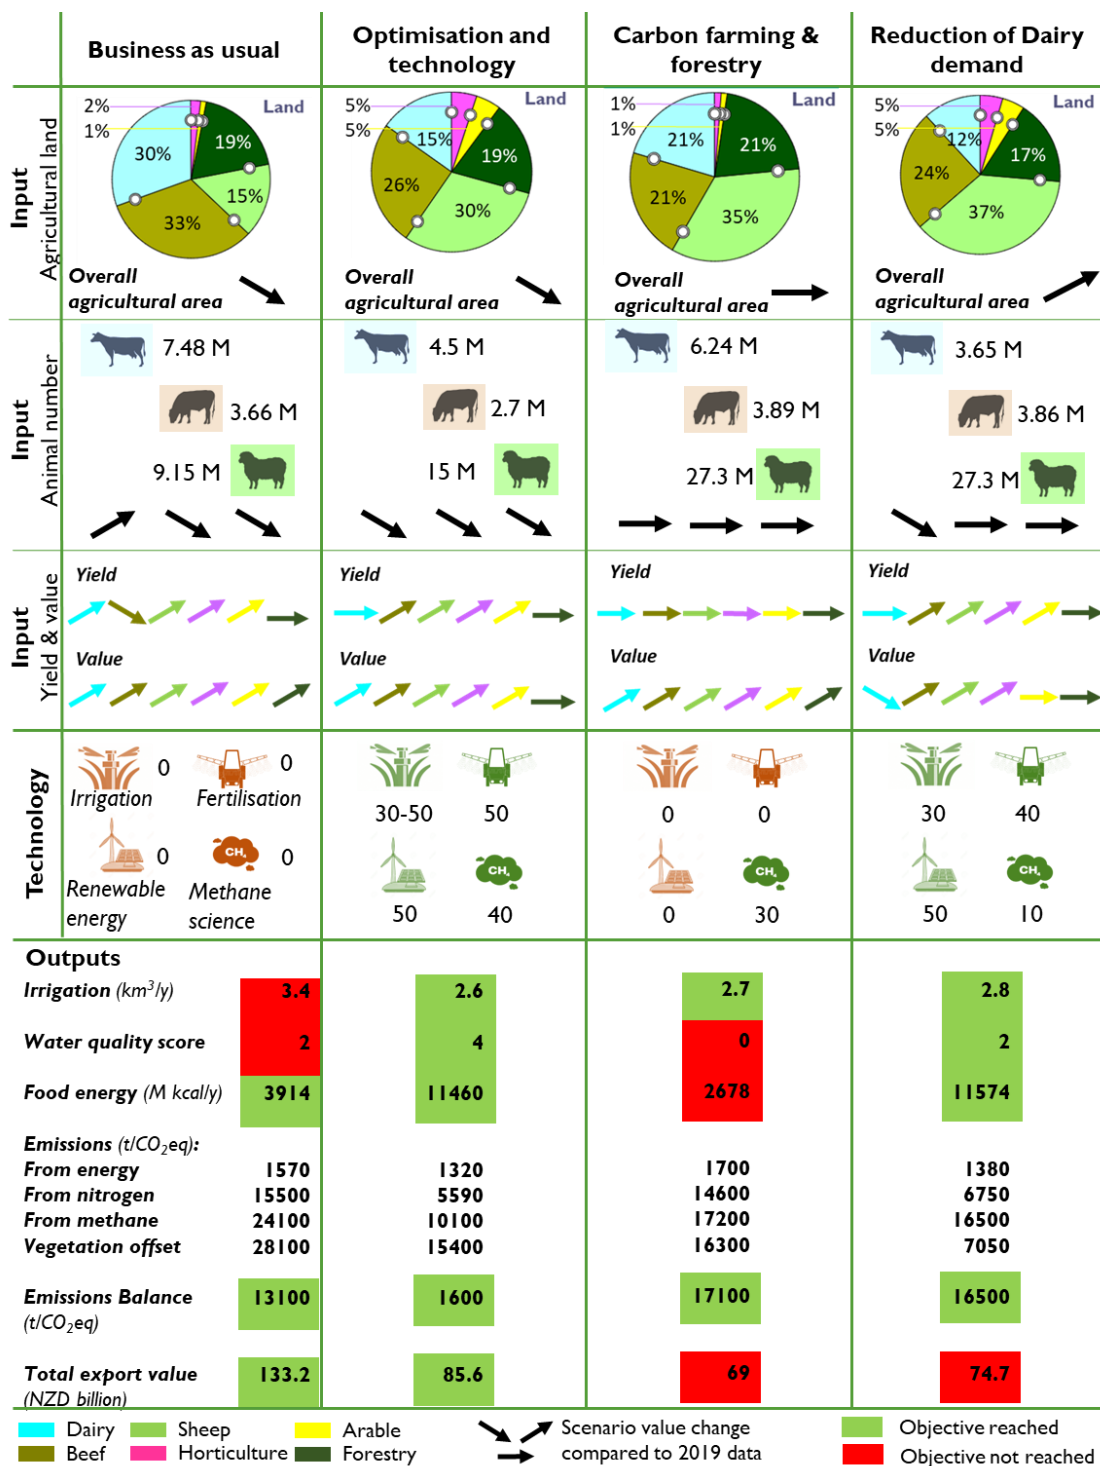 Business as usual
Optimisation and
technology
Carbon farming &
forestry
Reduction of Dairy
demand
Input
Agricultural land
2%
1%
Land
30%
19%
15%
33%
Overall
agricultural area
5%
5%
Land
15%
19%
26%
30%
Overall
agricultural area
1%
1%
Land
21%
21%
21%
35%
Overall
agricultural area
5%
5%
Land
12%
17%
24%
37%
Overall
agricultural area
Input
Animal number
7.48 M
3.66 M
9.15 M
4.5 M
2.7 M
15 M
6.24 M
3.89 M
27.3 M
3.65 M
3.86 M
27.3 M
Input
Yield & value
Yield
Value
Yield
Value
Yield
Value
Yield
Value
Technology
0
0
Irrigation
Fertilisation
CH4
0
0
Renewable
energy
Methane
science
30-50
50
CH4
50
40
0
0
CH4
0
30
30
40
CH4
50
10
Outputs
Irrigation (km³/y) 3.4 2.6 2.7 2.8
Water quality score 2 4 0 2
Food energy (M kcal/y) 3914 11460 2678 11574
Emissions (t/CO2eq):
From energy 1570 1320 1700 1380
From nitrogen 15500 5590 14600 6750
From methane 24100 10100 17200 16500
Vegetation offset 28100 15400 16300 7050
Emissions Balance 13100 1600 17100 16500
(t/CO2eq)
Total export value 133.2 85.6 69 74.7
(NZD billion)
Dairy
Sheep
Arable
Beef
Horticulture
Forestry
Scenario value change
compared to 2019 data
Objective reached
Objective not reached